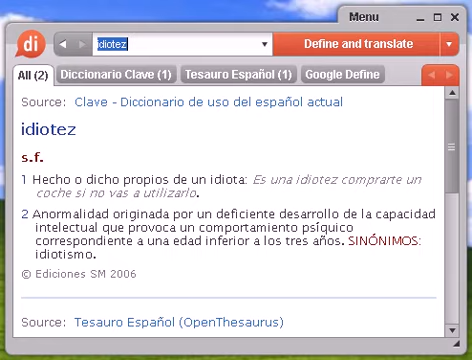 Menu
di
idiotez
Define and translate
All (2)
Diccionario Clave (1)
Tesauro Español (1)
Google Define
Source: Clave - Diccionario de uso del español actual
idiotez
s.f.
1 Hecho o dicho propios de un idiota: Es una idiotez comprarte un
coche si no vas a utilizarlo.
2 Anormalidad originada por un deficiente desarrollo de la capacidad
intelectual que provoca un comportamiento psíquico
correspondiente a una edad inferior a los tres años. SINÓNIMOS:
idiotismo.
© Ediciones SM 2006
Source: Tesauro Español (OpenThesaurus)